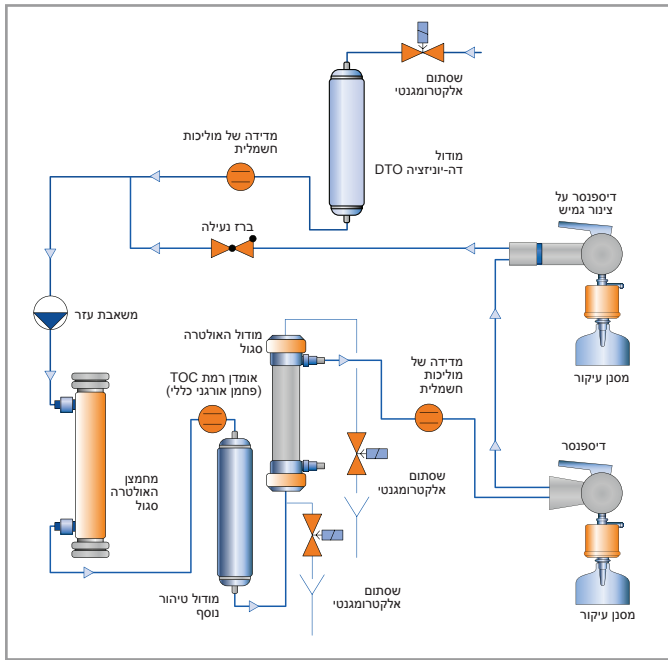 שסתום
אלקטרומגנטי
מודול
דה-יוניזציה DTO
מדידה של מוליכות
חשמלית
דיספנסר על
צינור גמיש
ברז נעילה
משאבת עזר
מודול האולטרה
סגול
מדידה של
מוליכות
חשמלית
מסנן עיקור
אומדן רמת TOC
(פחמן אורגני כללי)
דיספנסר
מחמצן
האולטרה
סגול
שסתום
אלקטרומגנטי
שסתום
אלקטרומגנטי
מודול טיהור
נוסף
מסנן עיקור